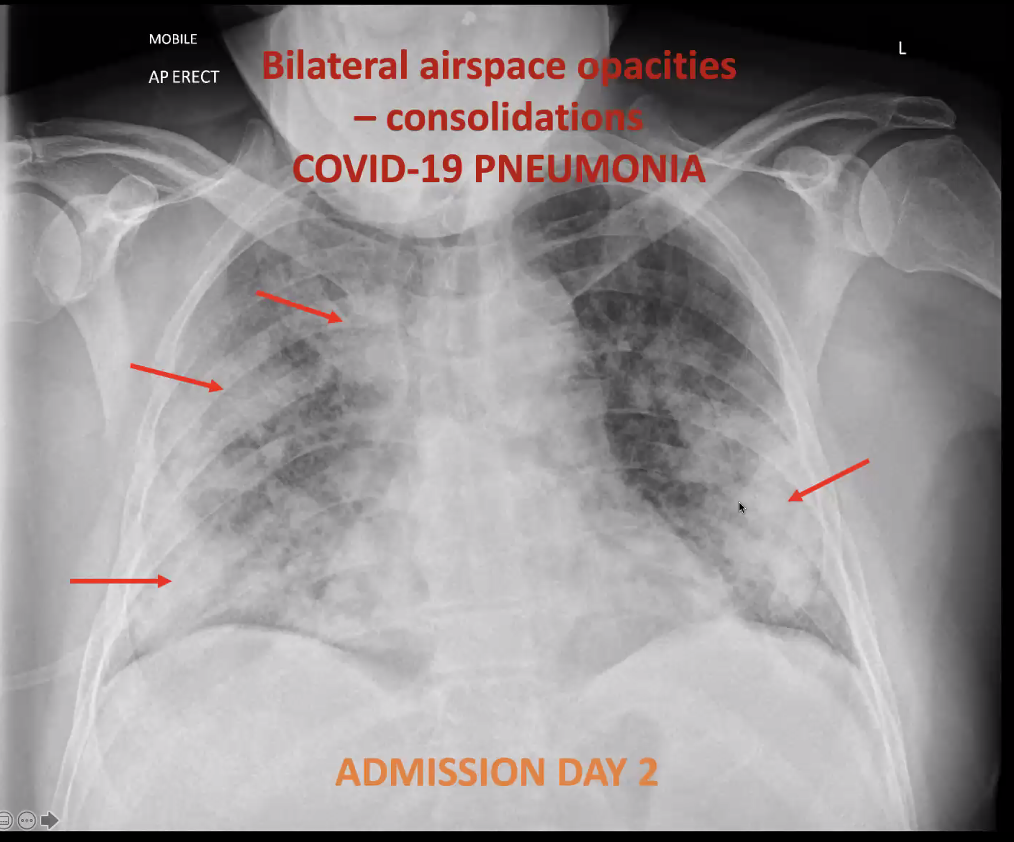 MOBILE
L
AP ERECT
Bilateral airspace opacities
– consolidations
COVID-19 PNEUMONIA
ADMISSION DAY 2